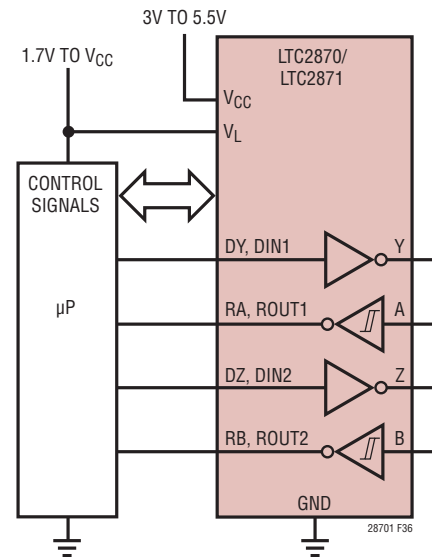 3V TO 5.5V
1.7V TO VCC
LTC2870/
LTC2871
VCC
VL
CONTROL
SIGNALS
µP
DY, DIN1
Y
RA, ROUT1
A
DZ, DIN2
Z
RB, ROUT2
B
GND
28701 F36